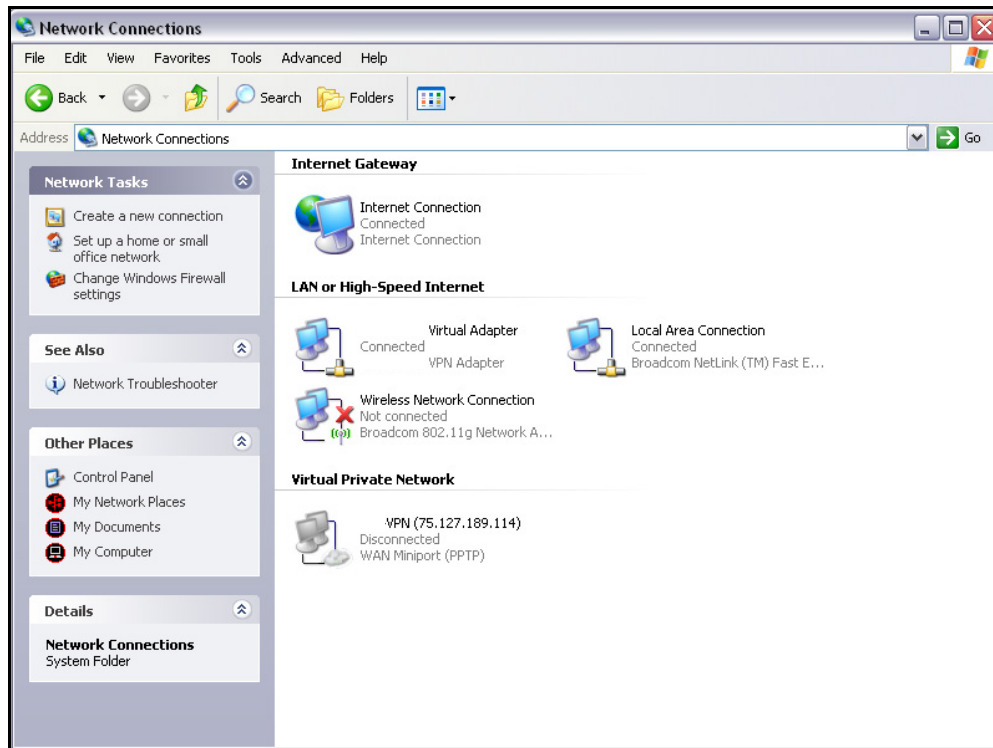 Network Connections
File Edit View Favorites Tools Advanced Help
Back Search Folders
Address Network Connections Go
Network Tasks
Create a new connection
Set up a home or small
office network
Change Windows Firewall
settings
See Also
Network Troubleshooter
Other Places
Control Panel
My Network Places
My Documents
My Computer
Details
Network Connections
System Folder
Internet Gateway
Internet Connection
Connected
Internet Connection
LAN or High-Speed Internet
Virtual Adapter
Connected
VPN Adapter
Local Area Connection
Connected
Broadcom NetLink (TM) Fast E...
Wireless Network Connection
Not connected
Broadcom 802.11g Network A...
Virtual Private Network
VPN (75.127.189.114)
Disconnected
WAN Miniport (PPTP)